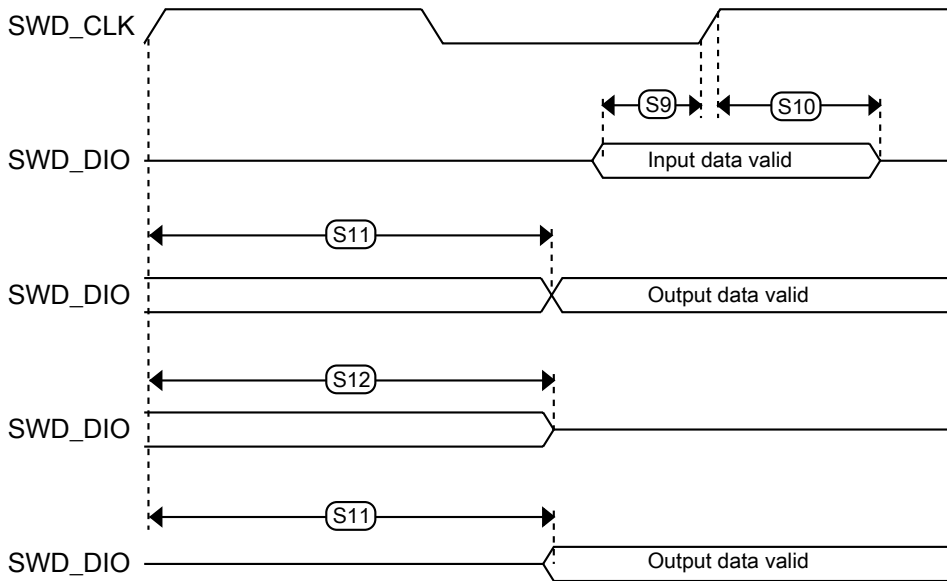 SWD_CLK
S9
S10
SWD_DIO
Input data valid
S11
SWD_DIO
Output data valid
S12
SWD_DIO
S11
SWD_DIO
Output data valid